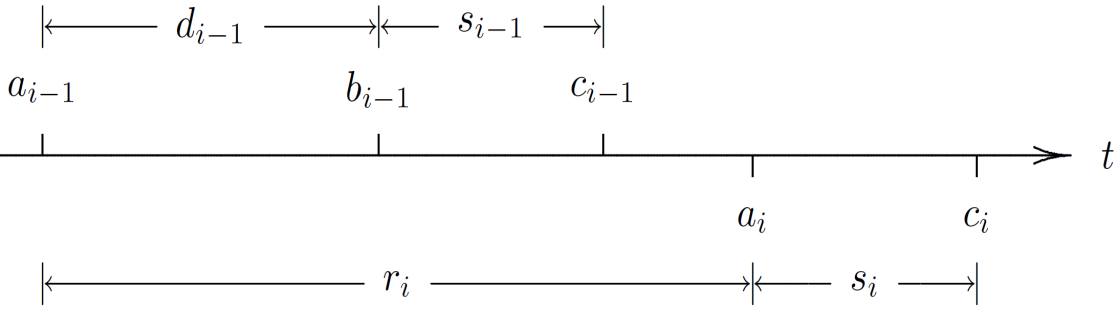 d_{i−1} s_{i−1}
a_{i−1} b_{i−1} c_{i−1}
t
a_i c_i
r_i s_i